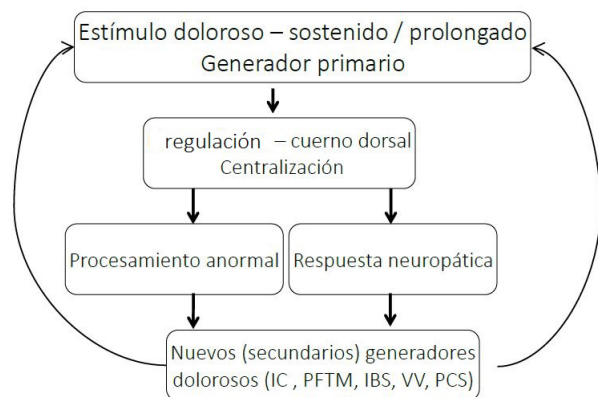 Estímulo doloroso – sostenido / prolongado
Generador primario
regulación – cuerno dorsal
Centralización
Procesamiento anormal
Respuesta neuropática
Nuevos (secundarios) generadores
dolorosos (IC , PFTM, IBS, VV, PCS)